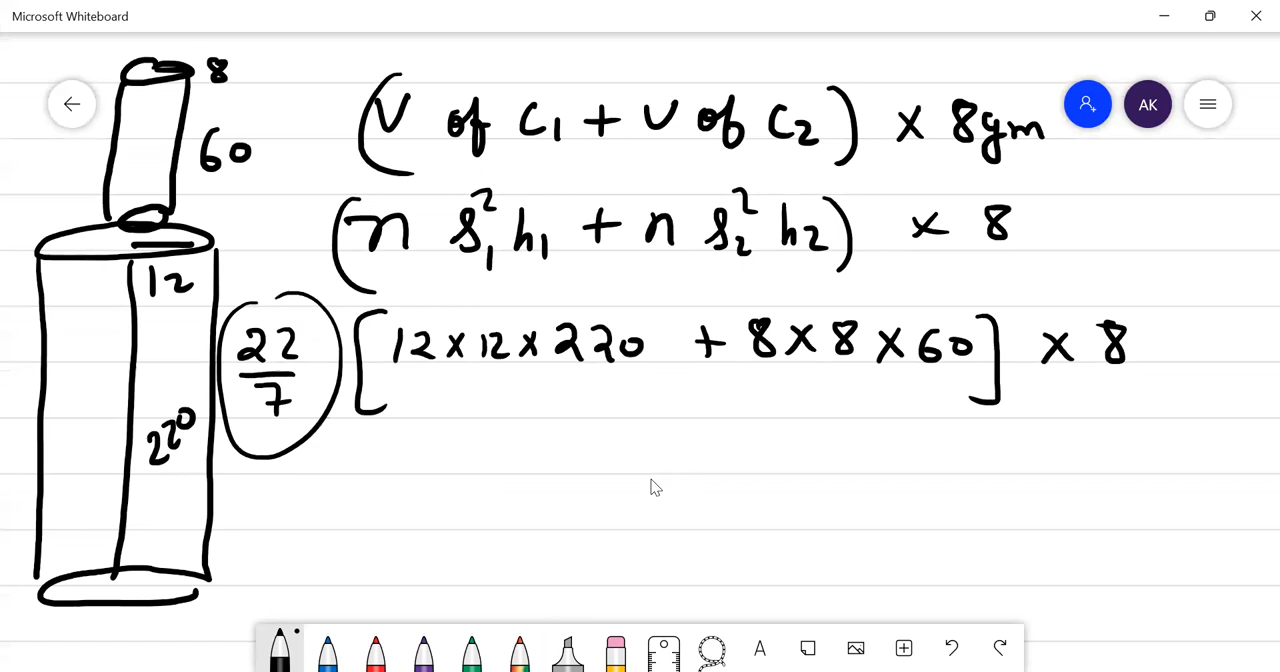 Microsoft Whiteboard
AK
8
60
12
220
(V of C₁ + V of C₂) × 8gm
(π r₁² h₁ + π r₂² h₂) × 8
22/7 [12 × 12 × 220 + 8 × 8 × 60] × 8
A